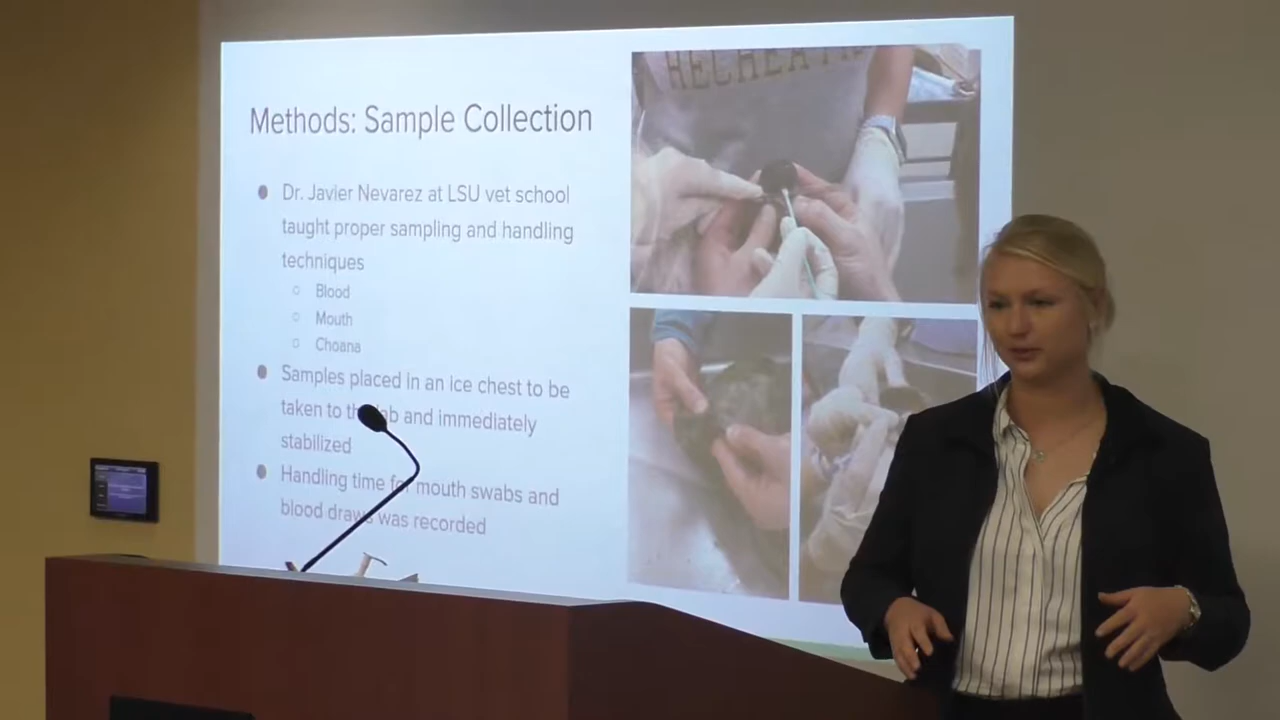 Methods: Sample Collection
Dr. Javier Nevarez at LSU vet school
taught proper sampling and handling
techniques
Blood
Mouth
Choana
Samples placed in an ice chest to be
taken to the lab and immediately
stabilized
Handling time for mouth swabs and
blood draws was recorded